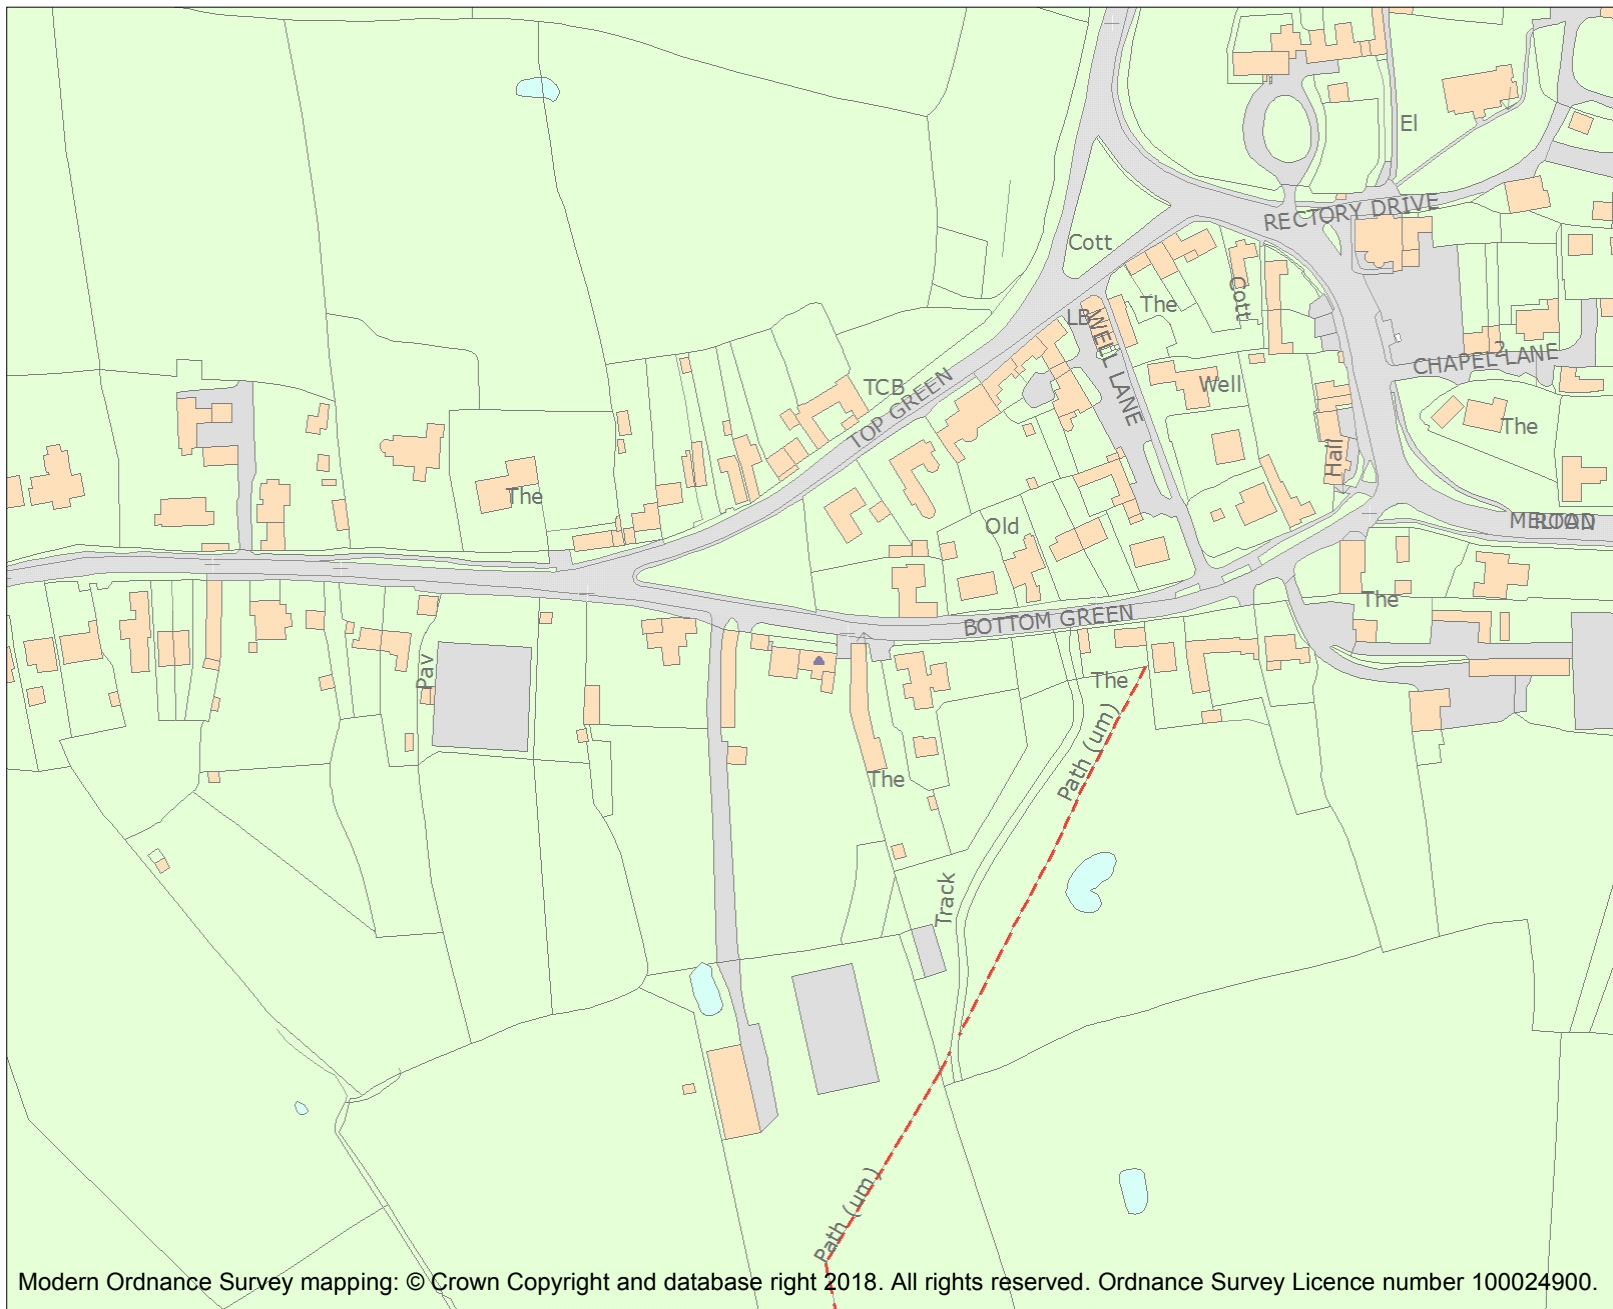 El
RECTORY DRIVE
Cott
Cott
The
LB
WELL LANE
2
CHAPEL LANE
TCB
TOP GREEN
Well
The
Hall
The
Old
MELTON
ROAD
The
BOTTOM GREEN
Pav
The
Path (um)
The
Track
Path (um)
Modern Ordnance Survey mapping: © Crown Copyright and database right 2018. All rights reserved. Ordnance Survey Licence number 100024900.